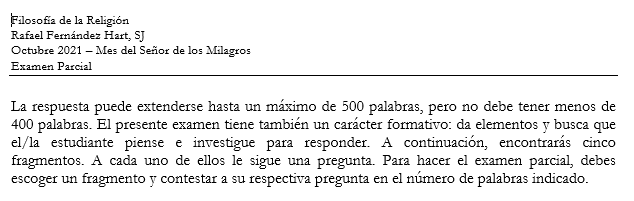 Filosofía de la Religión
Rafael Fernández Hart, SJ
Octubre 2021 – Mes del Señor de los Milagros
Examen Parcial
La respuesta puede extenderse hasta un máximo de 500 palabras, pero no debe tener menos de
400 palabras. El presente examen tiene también un carácter formativo: da elementos y busca que
el/la estudiante piense e investigue para responder. A continuación, encontrarás cinco
fragmentos. A cada uno de ellos le sigue una pregunta. Para hacer el examen parcial, debes
escoger un fragmento y contestar a su respectiva pregunta en el número de palabras indicado.